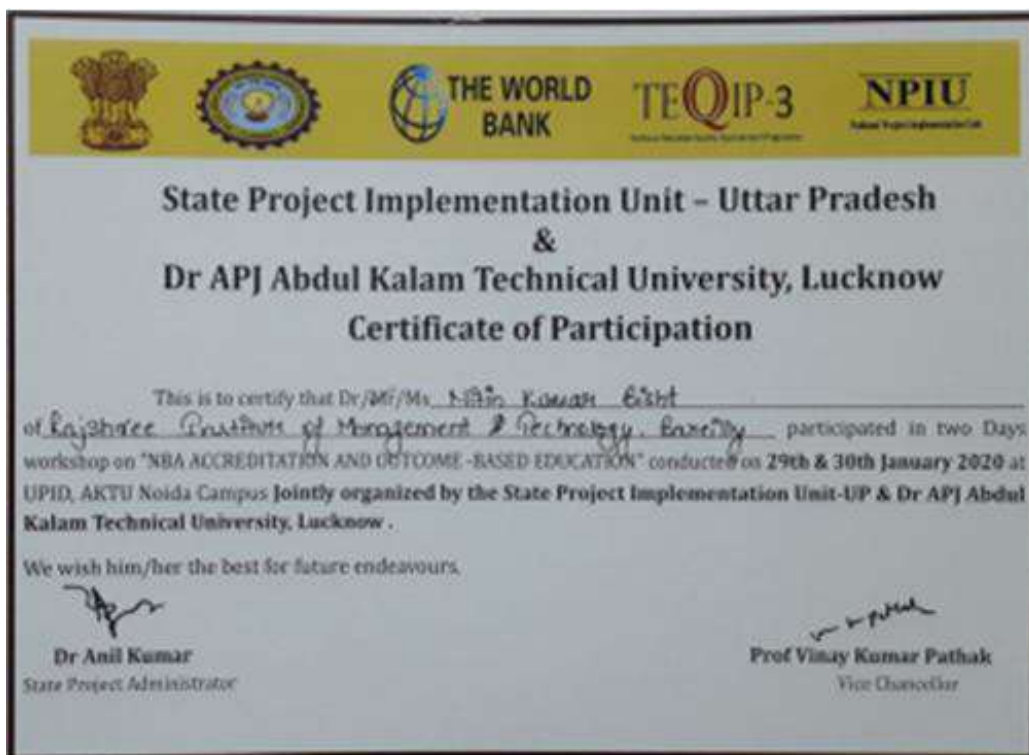 THE WORLD
BANK
TEQIP-3
NPIU
State Project Implementation Unit – Uttar Pradesh
&
Dr APJ Abdul Kalam Technical University, Lucknow
Certificate of Participation
This is to certify that Dr/Mr/Ms Nitin Kumar Bisht
of Rajshree Institute of Management & Technology, Bareilly participated in two Days
workshop on "NBA ACCREDITATION AND OUTCOME -BASED EDUCATION" conducted on 29th & 30th January 2020 at
UPID, AKTU Noida Campus Jointly organized by the State Project Implementation Unit-UP & Dr APJ Abdul
Kalam Technical University, Lucknow .
We wish him/her the best for future endeavours.
Dr Anil Kumar
State Project Administrator
Prof Vinay Kumar Pathak
Vice Chancellor